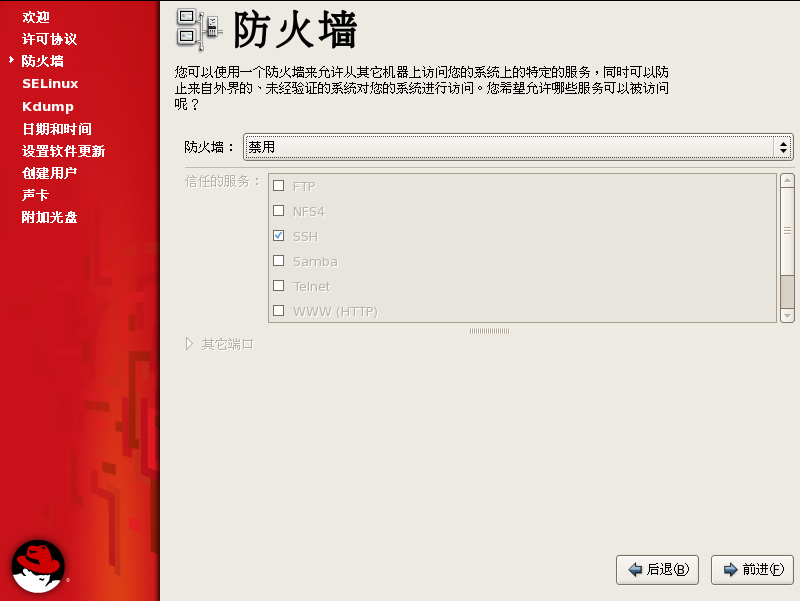 欢迎
许可协议
防火墙
SELinux
Kdump
日期和时间
设置软件更新
创建用户
声卡
附加光盘
防火墙
您可以使用一个防火墙来允许从其它机器上访问您的系统上的特定的服务，同时可以防
止来自外界的、未经验证的系统对您的系统进行访问。您希望允许哪些服务可以被访问
呢？
防火墙： 禁用
信任的服务：
FTP
NFS4
SSH
Samba
Telnet
WWW (HTTP)
其它端口
后退(B) 前进(F)